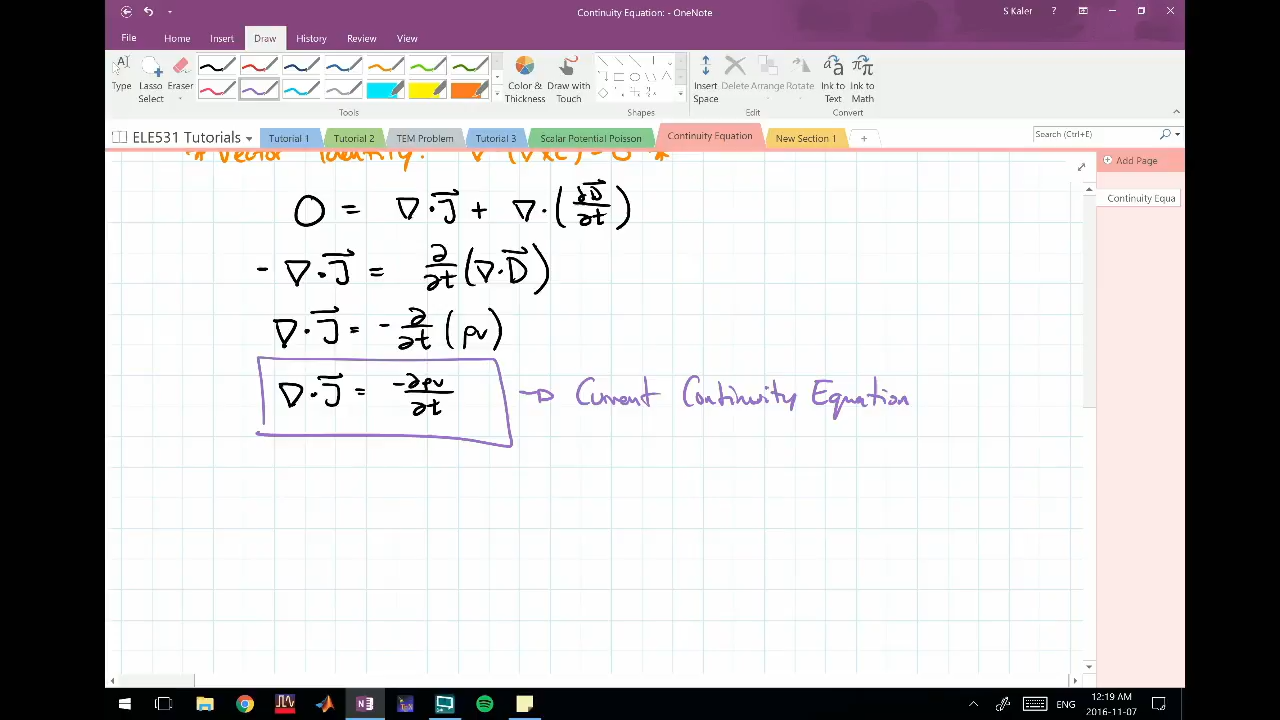 Continuity Equation: - OneNote
S Kaler
?
File Home Insert Draw History Review View
Type
Lasso Select
Eraser
Color & Thickness
Draw with Touch
Insert Space
Delete
Arrange
Rotate
Ink to Text
Ink to Math
Tools
Shapes
Edit
Convert
ELE531 Tutorials
Tutorial 1
Tutorial 2
TEM Problem
Tutorial 3
Scalar Potential Poisson
Continuity Equation
New Section 1
Search (Ctrl+E)
Add Page
Continuity Equa
* Vector Identity:
0 = ∇·J⃗ + ∇·(∂D⃗/∂t)
-∇·J⃗ = ∂/∂t (∇·D⃗)
∇·J⃗ = -∂/∂t (ρv)
∇·J⃗ = -∂ρv/∂t → Current Continuity Equation
ENG
12:19 AM
2016-11-07